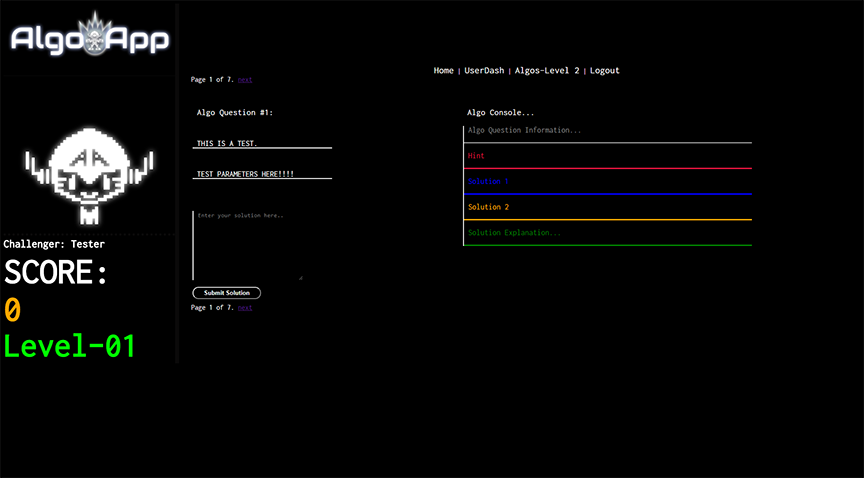 AlgoApp
Home | UserDash | Algos-Level 2 | Logout
Page 1 of 7. next
Algo Question #1:
THIS IS A TEST.
TEST PARAMETERS HERE!!!!
Enter your solution here..
Submit Solution
Page 1 of 7. next
Algo Console...
Algo Question Information...
Hint
Solution 1
Solution 2
Solution Explanation...
Challenger: Tester
SCORE:
0
Level-01